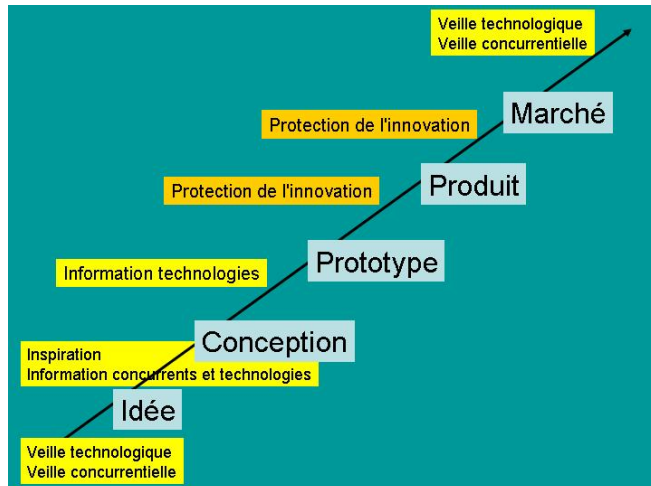 Veille technologique
Veille concurrentielle
Marché
Protection de l'innovation
Produit
Protection de l'innovation
Prototype
Information technologies
Conception
Inspiration
Information concurrents et technologies
Idée
Veille technologique
Veille concurrentielle